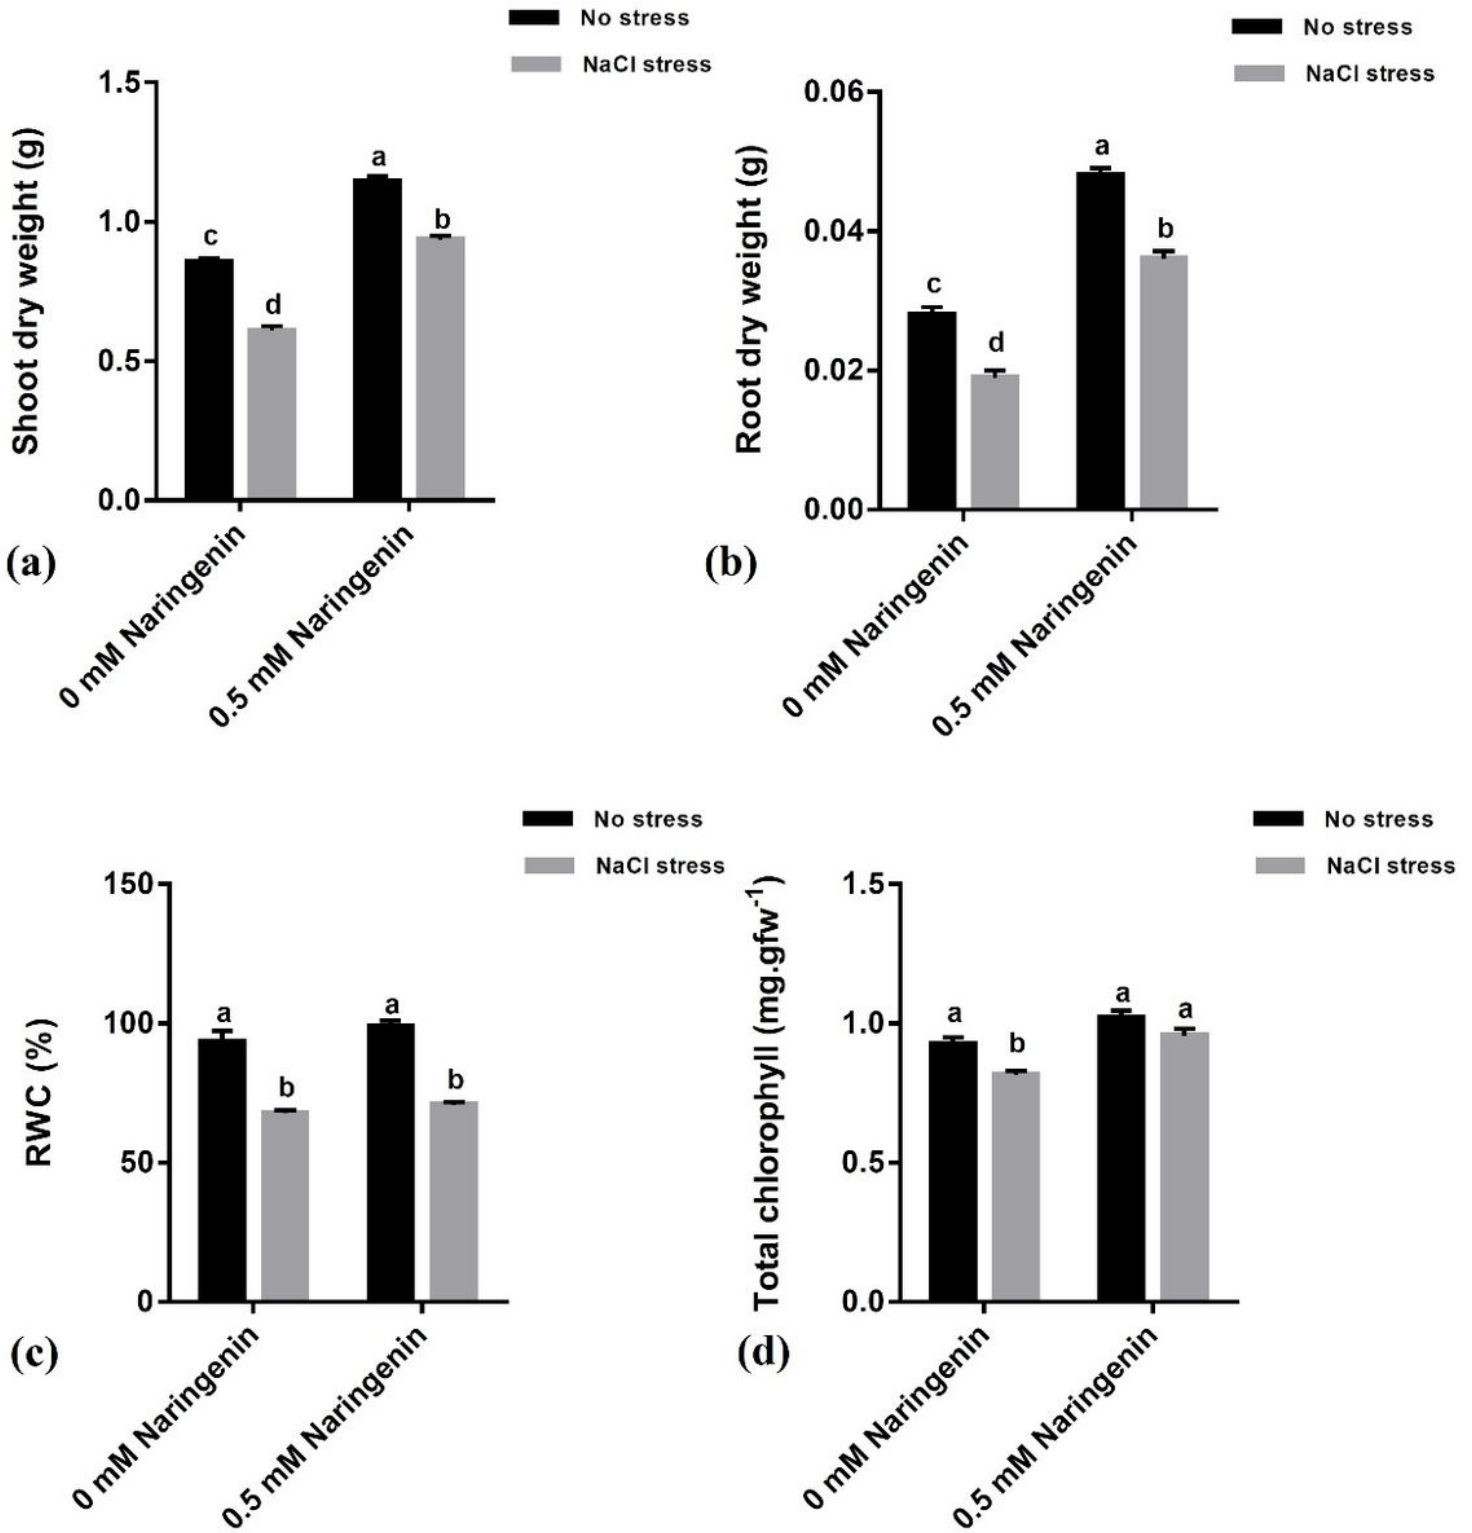 No stress
NaCl stress
Shoot dry weight (g)
1.5
1.0
0.5
0.0
c
d
a
b
0 mM Naringenin
0.5 mM Naringenin
(a)
No stress
NaCl stress
Root dry weight (g)
0.06
0.04
0.02
0.00
c
d
a
b
0 mM Naringenin
0.5 mM Naringenin
(b)
No stress
NaCl stress
RWC (%)
150
100
50
0
a
b
a
b
0 mM Naringenin
0.5 mM Naringenin
(c)
No stress
NaCl stress
Total chlorophyll (mg.gfw⁻¹)
1.5
1.0
0.5
0.0
a
b
a
a
0 mM Naringenin
0.5 mM Naringenin
(d)